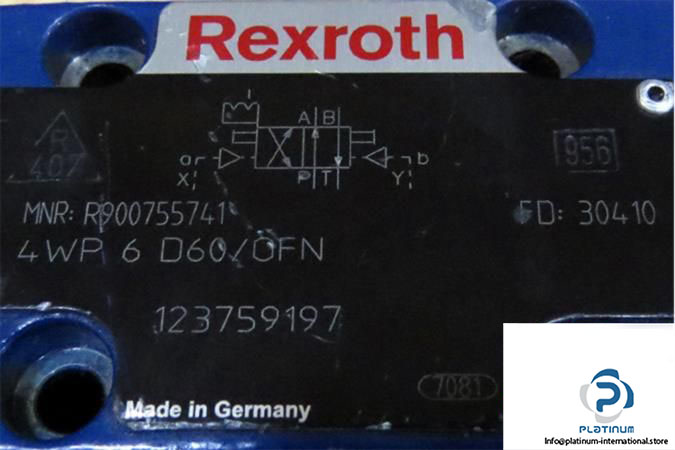 Rexroth
R
407
A B
a b
X Y
P T
956
MNR: R900755741
FD: 30410
4WP 6 D60/OFN
123759197
7081
Made in Germany
P
PLATINUM
info@platinum-international.store